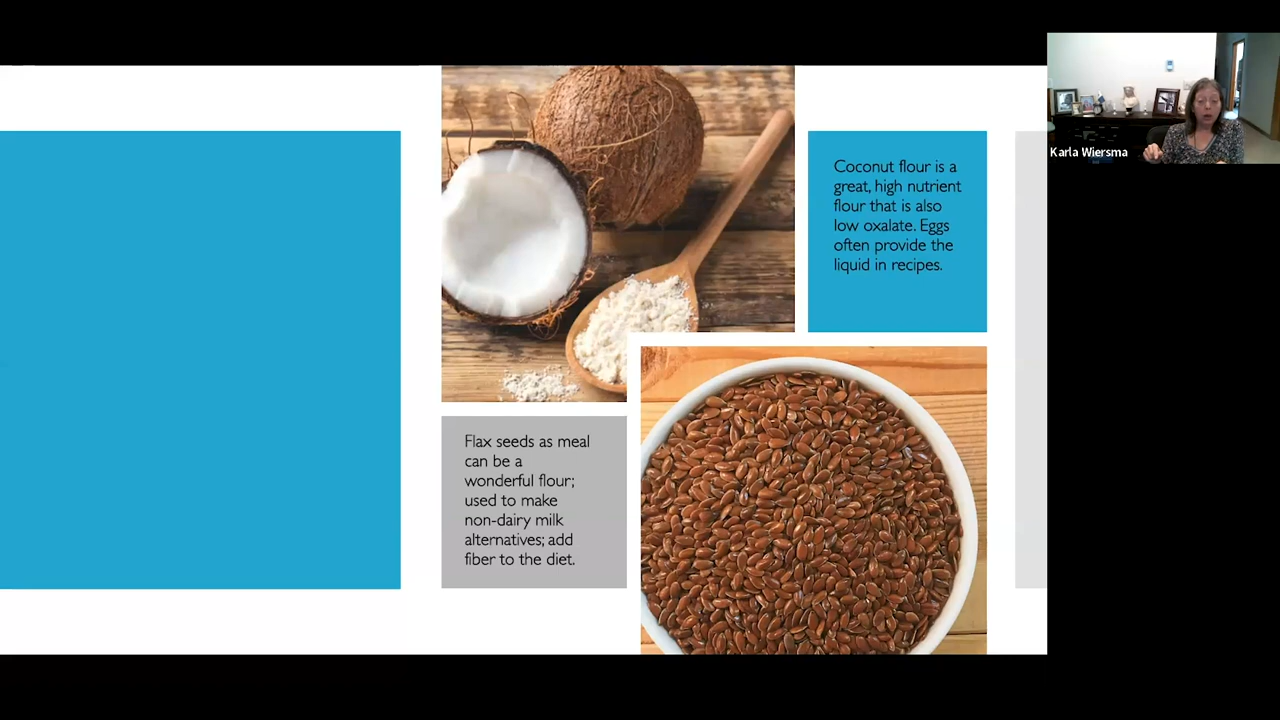 Karla Wiersma
Coconut flour is a
great, high nutrient
flour that is also
low oxalate. Eggs
often provide the
liquid in recipes.
Flax seeds as meal
can be a
wonderful flour;
used to make
non-dairy milk
alternatives; add
fiber to the diet.